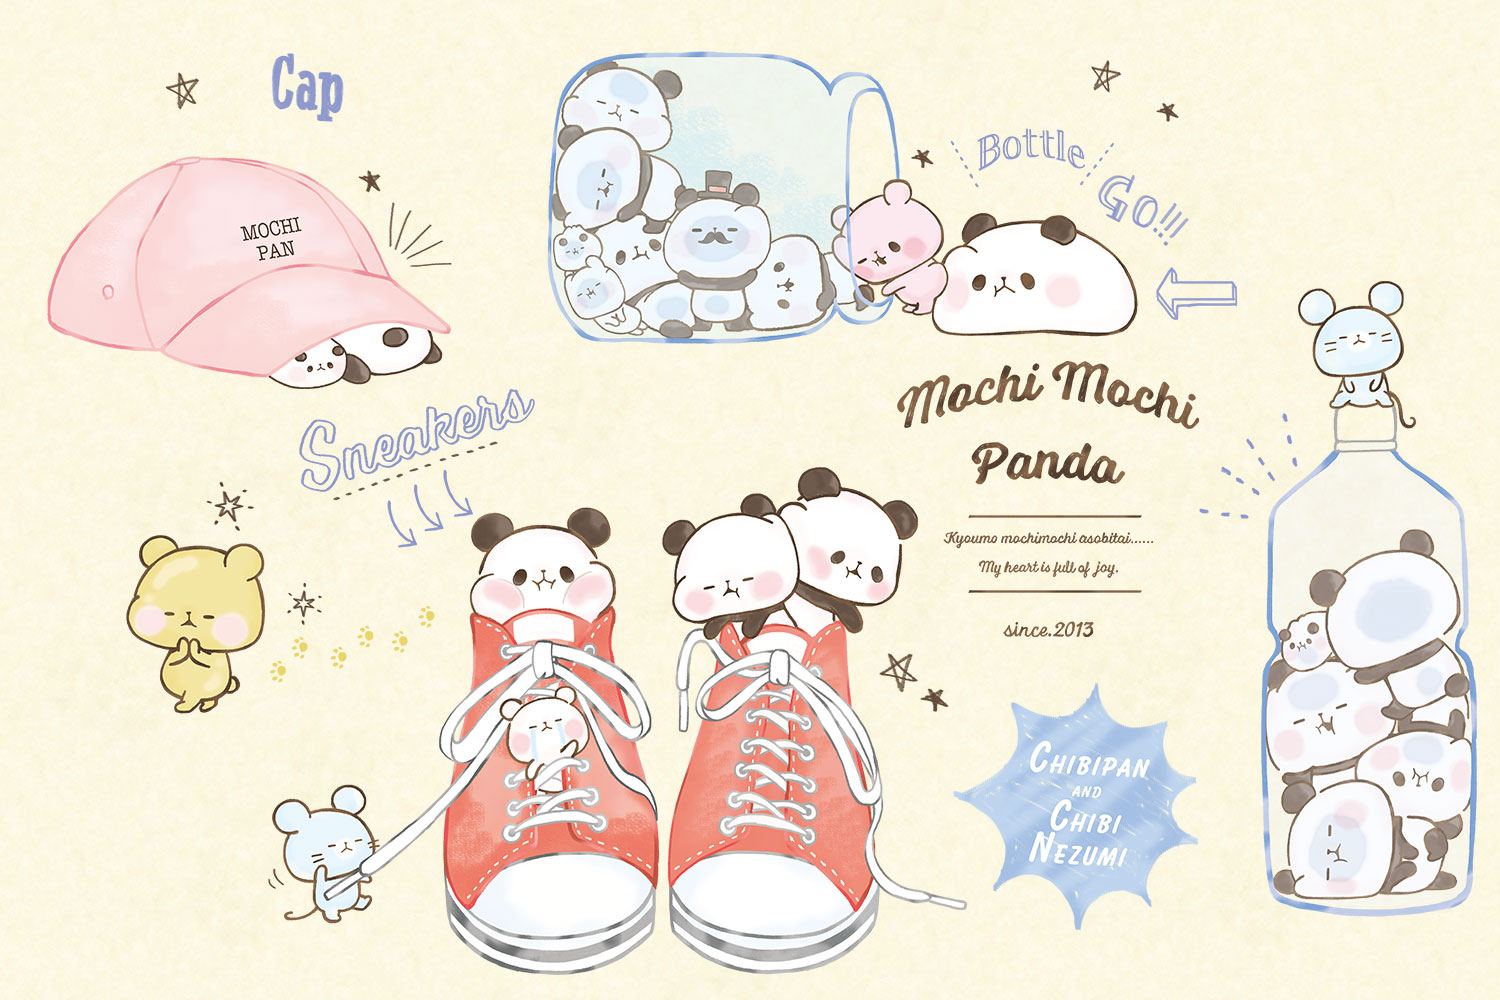 Cap
MOCHI
PAN
Bottle
Go!!!
Sneakers
Mochi Mochi
Panda
Kyoumo mochimochi asobitai......
My heart is full of joy.
since.2013
CHIBIPAN
AND
CHIBI
NEZUMI